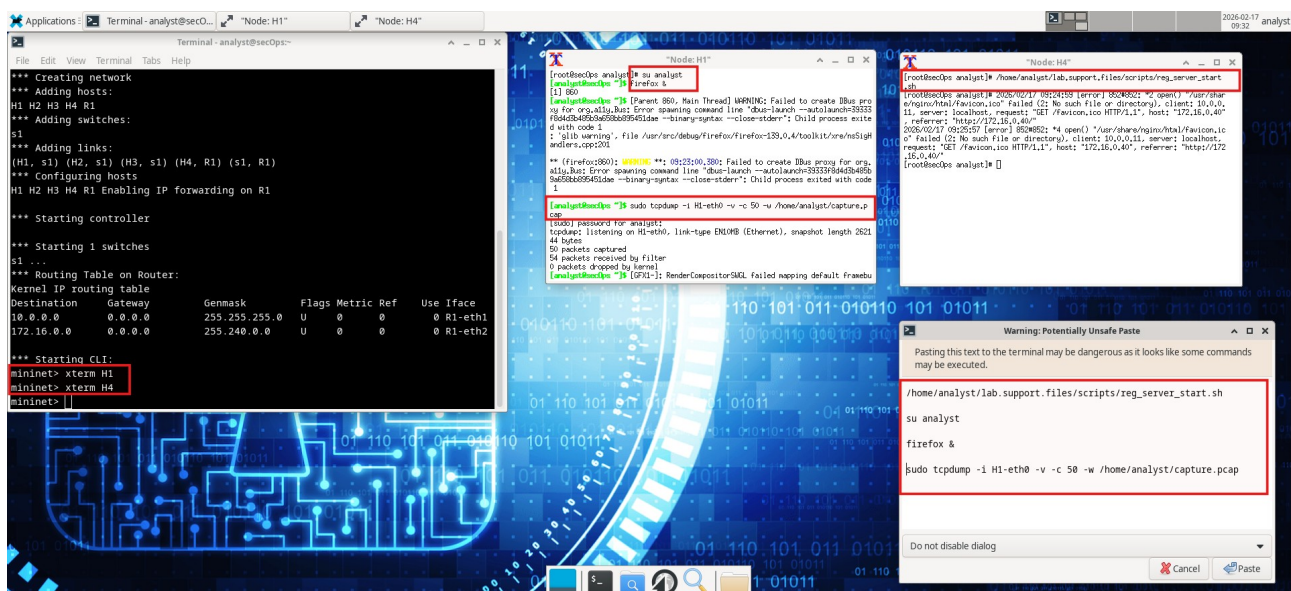 Applications
Terminal - analyst@secO...
"Node: H1"
"Node: H4"
2026-02-17
09:32
analyst
Terminal - analyst@secOps:~
File Edit View Terminal Tabs Help
*** Creating network
*** Adding hosts:
H1 H2 H3 H4 R1
*** Adding switches:
s1
*** Adding links:
(H1, s1) (H2, s1) (H3, s1) (H4, R1) (s1, R1)
*** Configuring hosts
H1 H2 H3 H4 R1 Enabling IP forwarding on R1
*** Starting controller
*** Starting 1 switches
s1 ...
*** Routing Table on Router:
Kernel IP routing table
Destination Gateway Genmask Flags Metric Ref Use Iface
10.0.0.0 0.0.0.0 255.255.255.0 U 0 0 0 R1-eth1
172.16.0.0 0.0.0.0 255.240.0.0 U 0 0 0 R1-eth2
*** Starting CLI:
mininet> xterm H1
mininet> xterm H4
mininet>
"Node: H1"
[root@secOps analyst]# su analyst
[analyst@secOps ~]$ firefox &
[1] 860
[analyst@secOps ~]$ [Parent 860, Main Thread] WARNING: Failed to create DBus pro
xy for org.a11y.Bus: Error spawning command line "dbus-launch --autolaunch=39333
f8d4d3b485b9a658bb895451dae --binary-syntax --close-stderr": Child process exite
d with code 1
: 'glib warning', file /usr/src/debug/firefox/firefox-139.0.4/toolkit/xre/nsSigH
andlers.cpp:201
** (firefox:860): WARNING **: 09:23:00.380: Failed to create DBus proxy for org.
a11y.Bus: Error spawning command line "dbus-launch --autolaunch=39333f8d4d3b485b
9a658bb895451dae --binary-syntax --close-stderr": Child process exited with code
1
[analyst@secOps ~]$ sudo tcpdump -i H1-eth0 -v -c 50 -w /home/analyst/capture.p
cap
[sudo] password for analyst:
tcpdump: listening on H1-eth0, link-type EN10MB (Ethernet), snapshot length 2621
44 bytes
50 packets captured
54 packets received by filter
0 packets dropped by kernel
[analyst@secOps ~]$ [GFX1-]: RenderCompositorSWGL failed mapping default framebu
"Node: H4"
[root@secOps analyst]# /home/analyst/lab.support.files/scripts/reg_server_start
.sh
[root@secOps analyst]# 2026/02/17 09:24:59 [error] 852#852: *2 open() "/usr/shar
e/nginx/html/favicon.ico" failed (2: No such file or directory), client: 10.0.0.
11, server: localhost, request: "GET /favicon.ico HTTP/1.1", host: "172.16.0.40"
, referrer: "http://172.16.0.40/"
2026/02/17 09:25:57 [error] 852#852: *4 open() "/usr/share/nginx/html/favicon.ic
o" failed (2: No such file or directory), client: 10.0.0.11, server: localhost,
request: "GET /favicon.ico HTTP/1.1", host: "172.16.0.40", referrer: "http://172
.16.0.40/"
[root@secOps analyst]#
Warning: Potentially Unsafe Paste
Pasting this text to the terminal may be dangerous as it looks like some commands
may be executed.
/home/analyst/lab.support.files/scripts/reg_server_start.sh
su analyst
firefox &
sudo tcpdump -i H1-eth0 -v -c 50 -w /home/analyst/capture.pcap
Do not disable dialog
Cancel
Paste